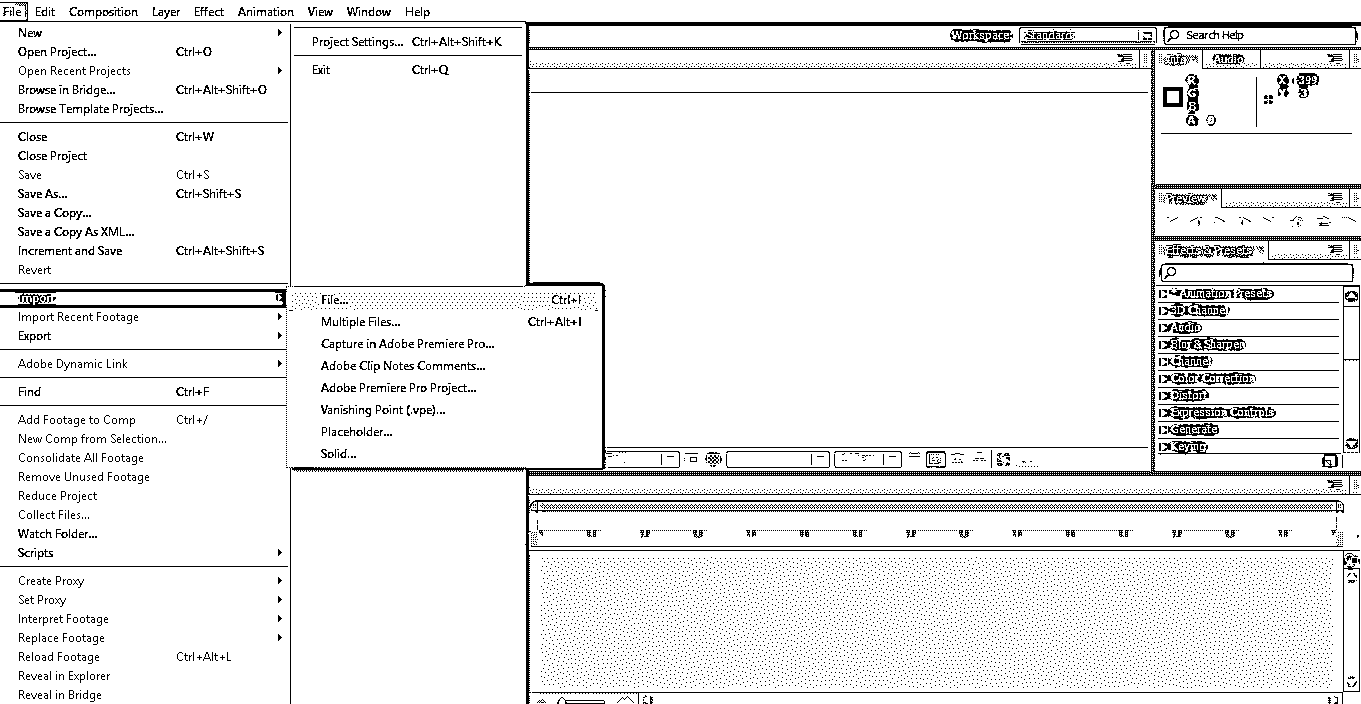 File Edit Composition Layer Effect Animation View Window Help
New
Open Project... Ctrl+O
Open Recent Projects
Browse in Bridge... Ctrl+Alt+Shift+O
Browse Template Projects...
Close Ctrl+W
Close Project
Save Ctrl+S
Save As... Ctrl+Shift+S
Save a Copy...
Save a Copy As XML...
Increment and Save Ctrl+Alt+Shift+S
Revert
Import
Import Recent Footage
Export
Adobe Dynamic Link
Find Ctrl+F
Add Footage to Comp Ctrl+/
New Comp from Selection...
Consolidate All Footage
Remove Unused Footage
Reduce Project
Collect Files...
Watch Folder...
Scripts
Create Proxy
Set Proxy
Interpret Footage
Replace Footage
Reload Footage Ctrl+Alt+L
Reveal in Explorer
Reveal in Bridge
Project Settings... Ctrl+Alt+Shift+K
Exit Ctrl+Q
File... Ctrl+I
Multiple Files... Ctrl+Alt+I
Capture in Adobe Premiere Pro...
Adobe Clip Notes Comments...
Adobe Premiere Pro Project...
Vanishing Point (.vpe)...
Placeholder...
Solid...
Workspace: Standard Search Help
Info Audio
R X: 399
G Y: 3
B
A 0
Preview
Effects & Presets
Animation Presets
3D Channel
Audio
Blur & Sharpen
Channel
Color Correction
Distort
Expression Controls
Generate
Keying